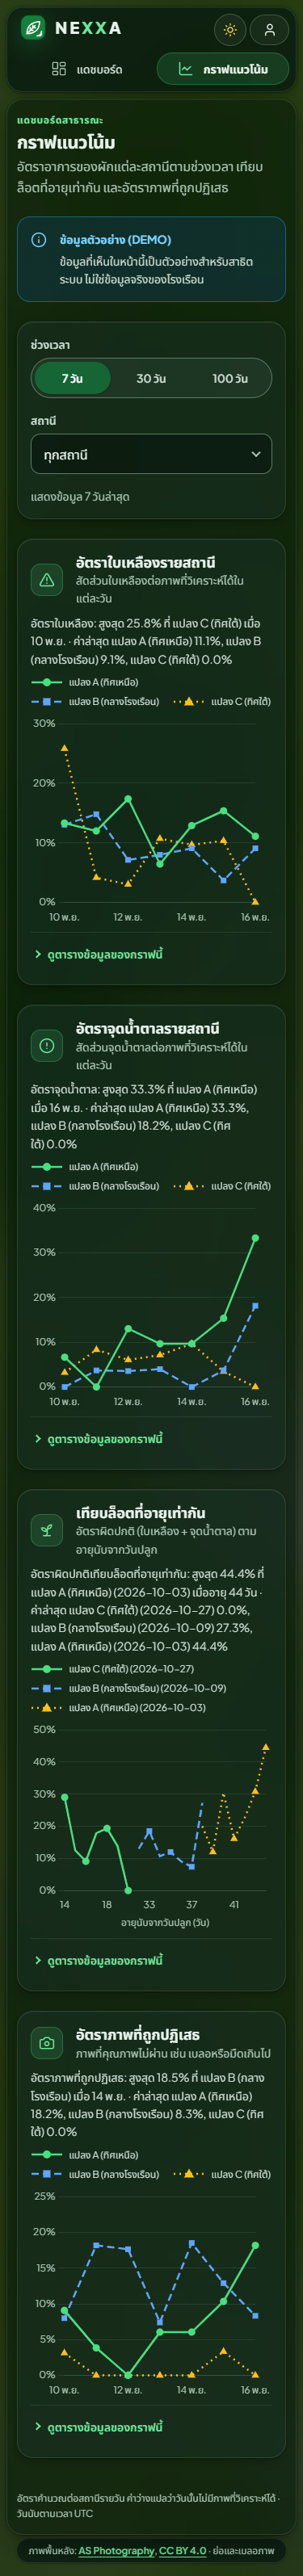 NEXXA
แดชบอร์ด
กราฟแนวโน้ม
แดชบอร์ดสาธารณะ
กราฟแนวโน้ม
อัตราอาการของผักแต่ละสถานีตามช่วงเวลา เทียบ
ล็อตที่อายุเท่ากัน และอัตราภาพที่ถูกปฏิเสธ
ข้อมูลตัวอย่าง (DEMO)
ข้อมูลที่เห็นในหน้านี้เป็นตัวอย่างสำหรับสาธิต
ระบบ ไม่ใช่ข้อมูลจริงของโรงเรือน
ช่วงเวลา
7 วัน
30 วัน
100 วัน
สถานี
ทุกสถานี
แสดงข้อมูล 7 วันล่าสุด
อัตราใบเหลืองรายสถานี
สัดส่วนใบเหลืองต่อภาพที่วิเคราะห์ได้ใน
แต่ละวัน
อัตราใบเหลือง: สูงสุด 25.8% ที่ แปลง C (ทิศใต้) เมื่อ
10 พ.ย. · ค่าล่าสุด แปลง A (ทิศเหนือ) 11.1%, แปลง B
(กลางโรงเรือน) 9.1%, แปลง C (ทิศใต้) 0.0%
แปลง A (ทิศเหนือ)
แปลง B (กลางโรงเรือน) แปลง C (ทิศใต้)
30%
20%
10%
0%
10 พ.ย. 12 พ.ย. 14 พ.ย. 16 พ.ย.
ดูตารางข้อมูลของกราฟนี้
อัตราจุดน้ำตาลรายสถานี
สัดส่วนจุดน้ำตาลต่อภาพที่วิเคราะห์ได้ใน
แต่ละวัน
อัตราจุดน้ำตาล: สูงสุด 33.3% ที่ แปลง A (ทิศเหนือ)
เมื่อ 16 พ.ย. · ค่าล่าสุด แปลง A (ทิศเหนือ) 33.3%,
แปลง B (กลางโรงเรือน) 18.2%, แปลง C (ทิศ
ใต้) 0.0%
แปลง A (ทิศเหนือ)
แปลง B (กลางโรงเรือน) แปลง C (ทิศใต้)
40%
30%
20%
10%
0%
10 พ.ย. 12 พ.ย. 14 พ.ย. 16 พ.ย.
ดูตารางข้อมูลของกราฟนี้
เทียบล็อตที่อายุเท่ากัน
อัตราผิดปกติ (ใบเหลือง + จุดน้ำตาล) ตาม
อายุนับจากวันปลูก
อัตราผิดปกติเทียบล็อตที่อายุเท่ากัน: สูงสุด 44.4% ที่
แปลง A (ทิศเหนือ) (2026-10-03) เมื่ออายุ 44 วัน ·
ค่าล่าสุด แปลง C (ทิศใต้) (2026-10-27) 0.0%,
แปลง B (กลางโรงเรือน) (2026-10-09) 27.3%,
แปลง A (ทิศเหนือ) (2026-10-03) 44.4%
แปลง C (ทิศใต้) (2026-10-27)
แปลง B (กลางโรงเรือน) (2026-10-09)
แปลง A (ทิศเหนือ) (2026-10-03)
50%
40%
30%
20%
10%
0%
14 18 33 37 41
อายุนับจากวันปลูก (วัน)
ดูตารางข้อมูลของกราฟนี้
อัตราภาพที่ถูกปฏิเสธ
ภาพที่คุณภาพไม่ผ่าน เช่น เบลอหรือมืดเกินไป
อัตราภาพที่ถูกปฏิเสธ: สูงสุด 18.5% ที่ แปลง B (กลาง
โรงเรือน) เมื่อ 14 พ.ย. · ค่าล่าสุด แปลง A (ทิศเหนือ)
18.2%, แปลง B (กลางโรงเรือน) 8.3%, แปลง C (ทิศ
ใต้) 0.0%
แปลง A (ทิศเหนือ)
แปลง B (กลางโรงเรือน) แปลง C (ทิศใต้)
25%
20%
15%
10%
5%
0%
10 พ.ย. 12 พ.ย. 14 พ.ย. 16 พ.ย.
ดูตารางข้อมูลของกราฟนี้
อัตราคำนวณต่อสถานีรายวัน ค่าว่างแปลว่าวันนั้นไม่มีภาพที่วิเคราะห์ได้ ·
วันนับตามเวลา UTC
ภาพพื้นหลัง: AS Photography, CC BY 4.0 · ย่อและเบลอภาพ